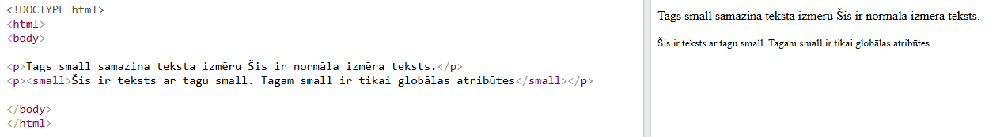 <!DOCTYPE html>
<html>
<body>
<p>Tags small samazina teksta izmēru Šis ir normāla izmēra teksts.</p>
<p><small>Šis ir teksts ar tagu small. Tagam small ir tikai globālas atribūtes</small></p>
</body>
</html>
Tags small samazina teksta izmēru Šis ir normāla izmēra teksts.
Šis ir teksts ar tagu small. Tagam small ir tikai globālas atribūtes